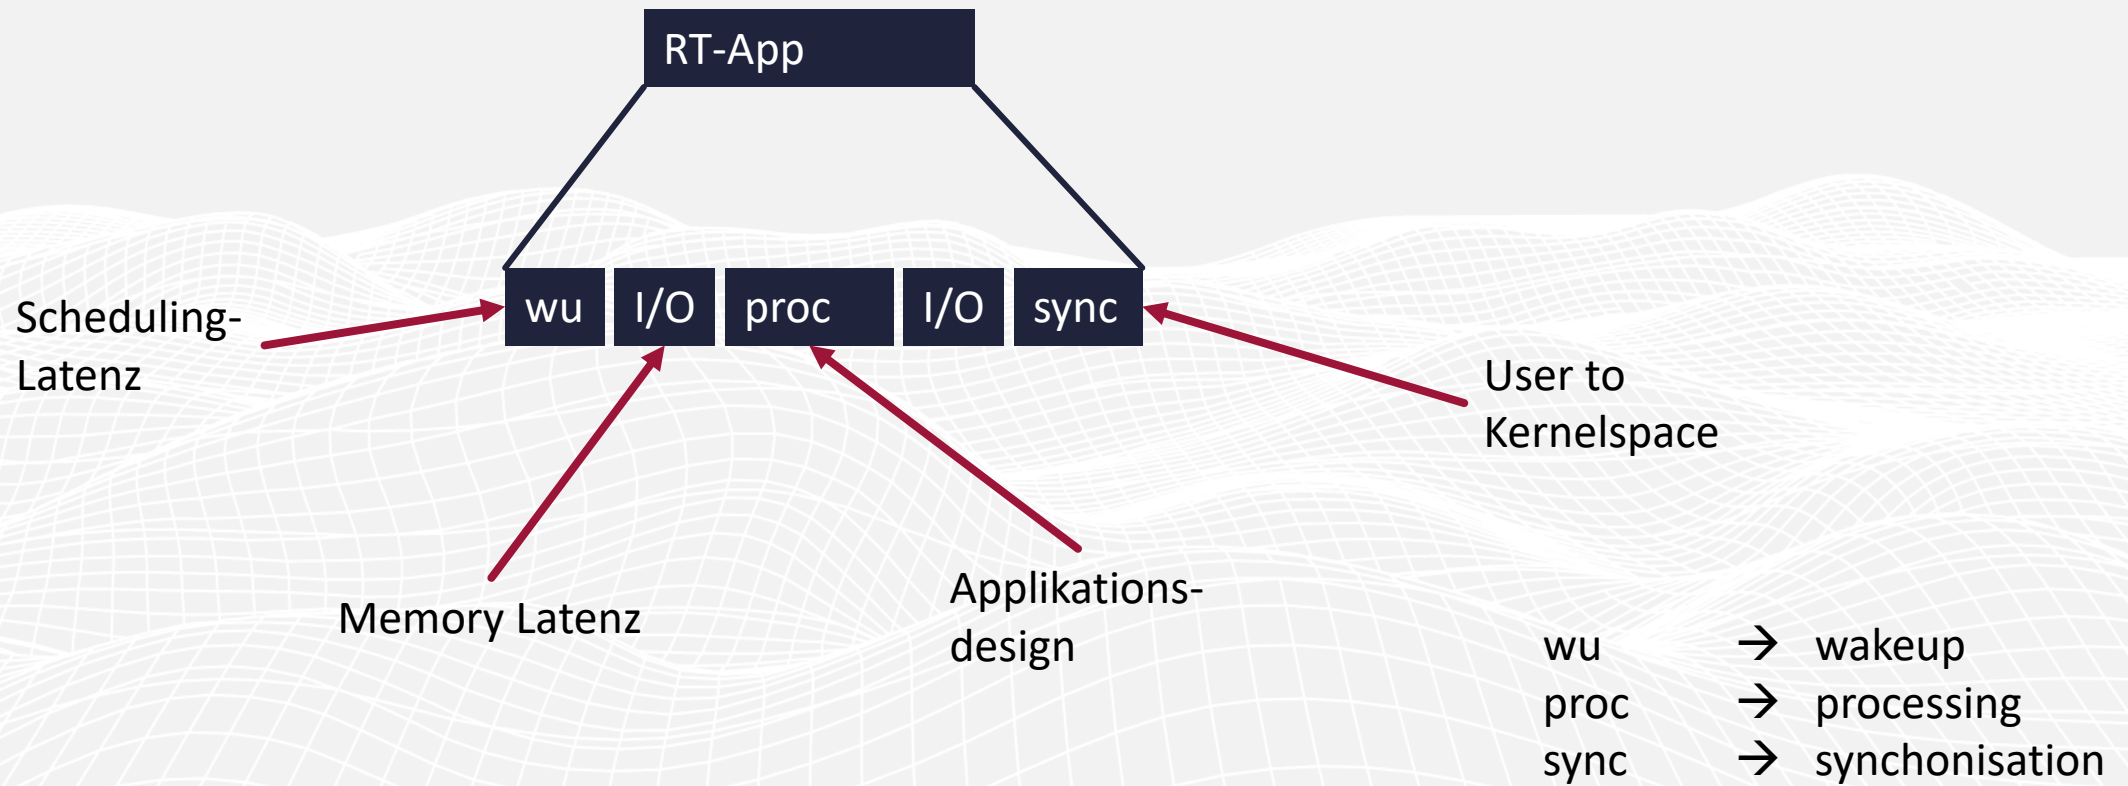 RT-App
wu I/O proc I/O sync
Scheduling-
Latenz
User to
Kernelspace
Memory Latenz
Applikations-
design
wu → wakeup
proc → processing
sync → synchonisation